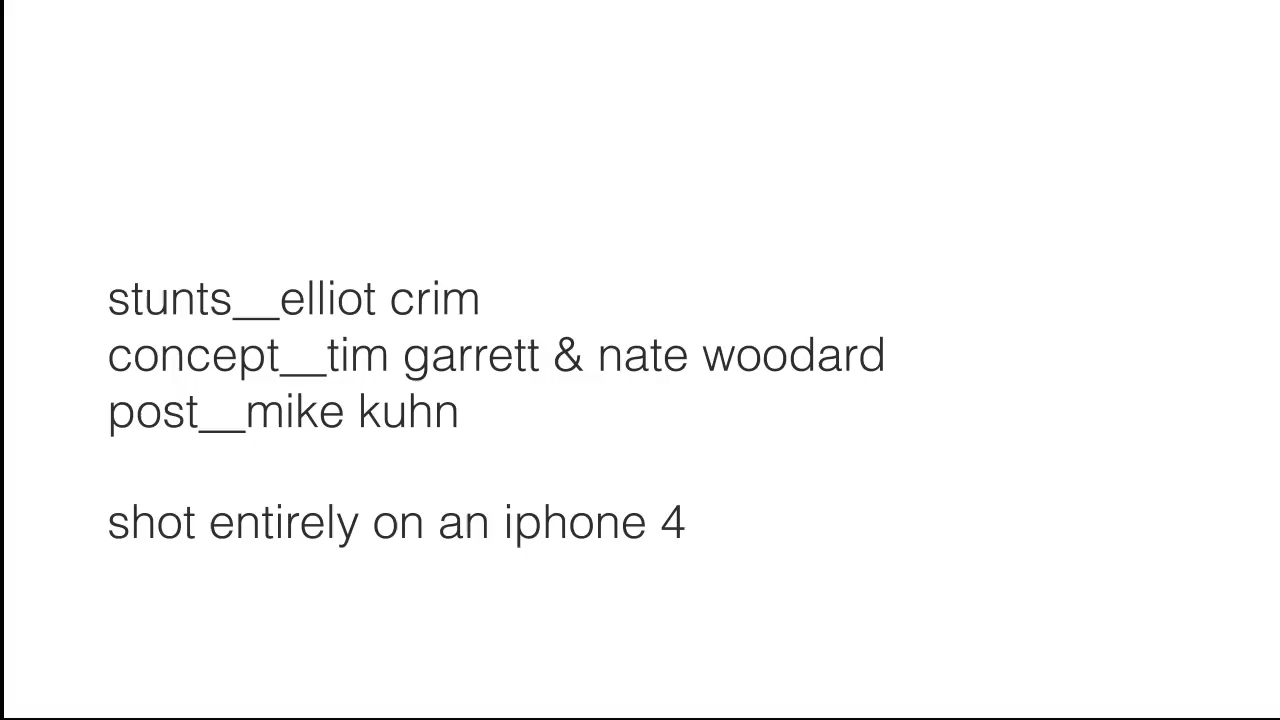 stunts__elliot crim
concept__tim garrett & nate woodard
post__mike kuhn
shot entirely on an iphone 4